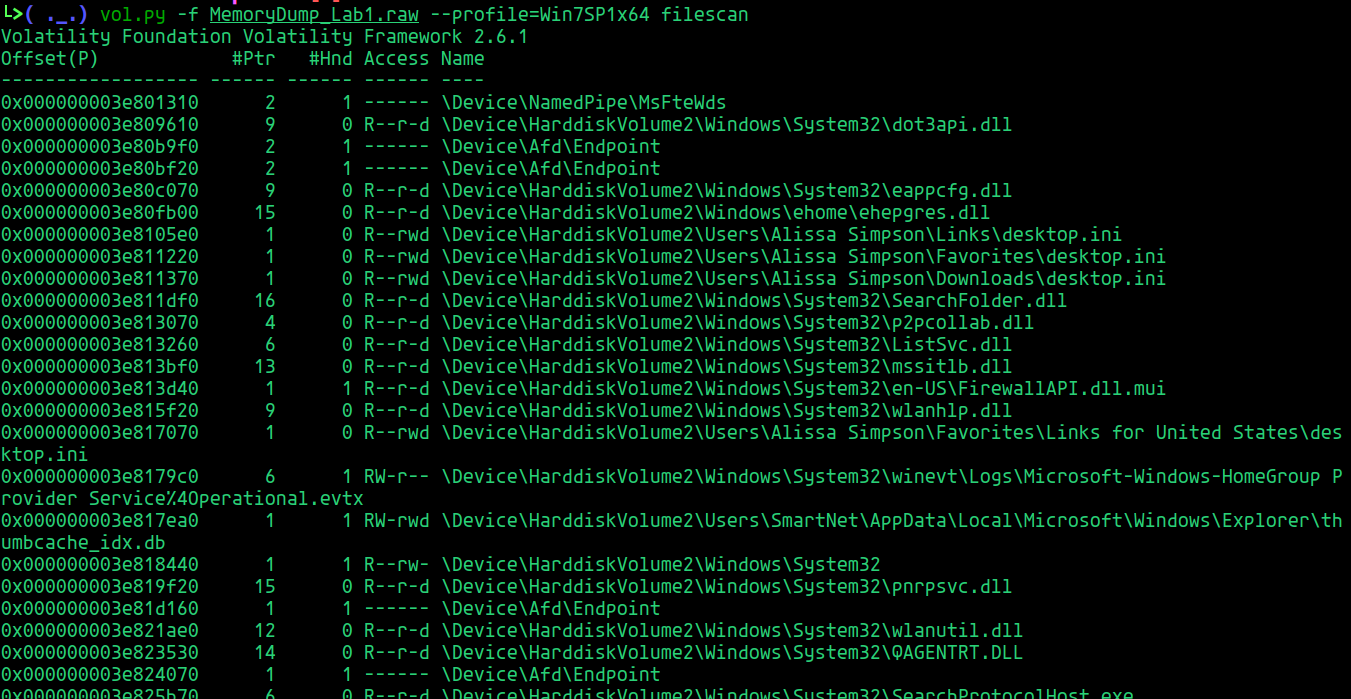 └>( ._.) vol.py -f MemoryDump_Lab1.raw --profile=Win7SP1x64 filescan
Volatility Foundation Volatility Framework 2.6.1
Offset(P)            #Ptr   #Hnd Access Name
------------------ ------ ------ ------ ----
0x000000003e801310      2      1 ------ \Device\NamedPipe\MsFteWds
0x000000003e809610      9      0 R--r-d \Device\HarddiskVolume2\Windows\System32\dot3api.dll
0x000000003e80b9f0      2      1 ------ \Device\Afd\Endpoint
0x000000003e80bf20      2      1 ------ \Device\Afd\Endpoint
0x000000003e80c070      9      0 R--r-d \Device\HarddiskVolume2\Windows\System32\eappcfg.dll
0x000000003e80fb00     15      0 R--r-d \Device\HarddiskVolume2\Windows\ehome\ehepgres.dll
0x000000003e8105e0      1      0 R--rwd \Device\HarddiskVolume2\Users\Alissa Simpson\Links\desktop.ini
0x000000003e811220      1      0 R--rwd \Device\HarddiskVolume2\Users\Alissa Simpson\Favorites\desktop.ini
0x000000003e811370      1      0 R--rwd \Device\HarddiskVolume2\Users\Alissa Simpson\Downloads\desktop.ini
0x000000003e811df0     16      0 R--r-d \Device\HarddiskVolume2\Windows\System32\SearchFolder.dll
0x000000003e813070      4      0 R--r-d \Device\HarddiskVolume2\Windows\System32\p2pcollab.dll
0x000000003e813260      6      0 R--r-d \Device\HarddiskVolume2\Windows\System32\ListSvc.dll
0x000000003e813bf0     13      0 R--r-d \Device\HarddiskVolume2\Windows\System32\mssitlb.dll
0x000000003e813d40      1      1 R--r-d \Device\HarddiskVolume2\Windows\System32\en-US\FirewallAPI.dll.mui
0x000000003e815f20      9      0 R--r-d \Device\HarddiskVolume2\Windows\System32\wlanhlp.dll
0x000000003e817070      1      0 R--rwd \Device\HarddiskVolume2\Users\Alissa Simpson\Favorites\Links for United States\des
ktop.ini
0x000000003e8179c0      6      1 RW-r-- \Device\HarddiskVolume2\Windows\System32\winevt\Logs\Microsoft-Windows-HomeGroup P
rovider Service%4Operational.evtx
0x000000003e817ea0      1      1 RW-rwd \Device\HarddiskVolume2\Users\SmartNet\AppData\Local\Microsoft\Windows\Explorer\th
umbcache_idx.db
0x000000003e818440      1      1 R--rw- \Device\HarddiskVolume2\Windows\System32
0x000000003e819f20     15      0 R--r-d \Device\HarddiskVolume2\Windows\System32\pnrpsvc.dll
0x000000003e81d160      1      1 ------ \Device\Afd\Endpoint
0x000000003e821ae0     12      0 R--r-d \Device\HarddiskVolume2\Windows\System32\wlanutil.dll
0x000000003e823530     14      0 R--r-d \Device\HarddiskVolume2\Windows\System32\QAGENTRT.DLL
0x000000003e824070      1      1 ------ \Device\Afd\Endpoint
0x000000003e825b70      6      0 R--r-d \Device\HarddiskVolume2\Windows\System32\SearchProtocolHost.exe